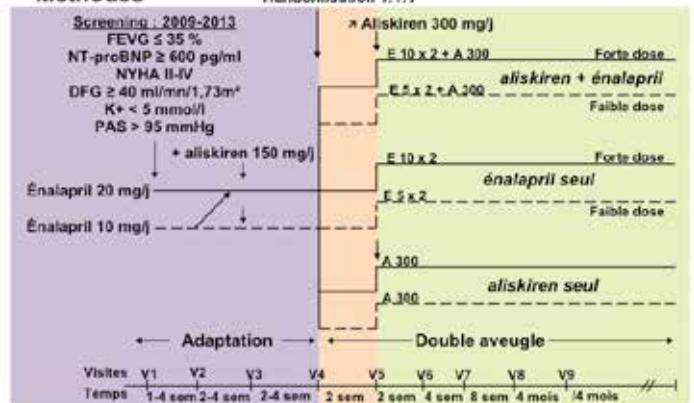 Méthodes
Randomisation 1:1:1
Screening : 2009-2013
FEVG ≤ 35 %
NT-proBNP ≥ 600 pg/ml
NYHA II-IV
DFG ≥ 40 ml/mn/1,73m²
K+ < 5 mmol/l
PAS > 95 mmHg
+ aliskiren 150 mg/j
Énalapril 20 mg/j
Énalapril 10 mg/j
↗ Aliskiren 300 mg/j
E 10 x 2 + A 300
Forte dose
aliskiren + énalapril
E 5 x 2 + A 300
Faible dose
E 10 x 2
Forte dose
énalapril seul
E 5 x 2
Faible dose
A 300
aliskiren seul
A 300
Adaptation
Double aveugle
Visites V1 V2 V3 V4 V5 V6 V7 V8 V9
Temps 1-4 sem 2-4 sem 2-4 sem 2 sem 2 sem 4 sem 8 sem 4 mois /4 mois